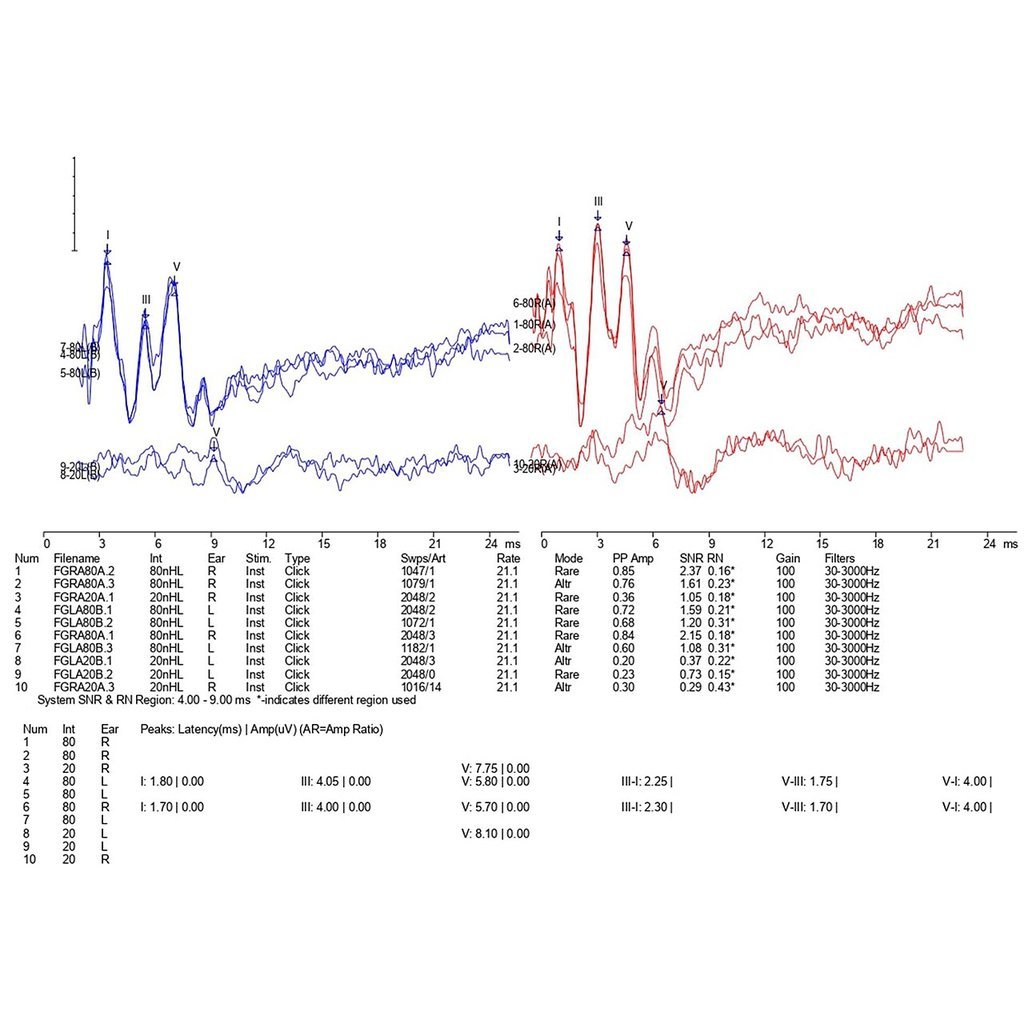 I
III
V
III
I
V
7-80L(B)
4-80L(B)
5-80L(B)
6-80R(A)
1-80R(A)
2-80R(A)
V
V
9-20L(B)
8-20L(B)
10-20R(A)
3-20R(A)
0 3 6 9 12 15 18 21 24 ms 0 3 6 9 12 15 18 21 24 ms
Num Filename Int Ear Stim. Type Swps/Art Rate Mode PP Amp SNR RN Gain Filters
1 FGRA80A.2 80nHL R Inst Click 1047/1 21.1 Rare 0.85 2.37 0.16* 100 30-3000Hz
2 FGRA80A.3 80nHL R Inst Click 1079/1 21.1 Altr 0.76 1.61 0.23* 100 30-3000Hz
3 FGRA20A.1 20nHL R Inst Click 2048/2 21.1 Rare 0.36 1.05 0.18* 100 30-3000Hz
4 FGLA80B.1 80nHL L Inst Click 2048/2 21.1 Rare 0.72 1.59 0.21* 100 30-3000Hz
5 FGLA80B.2 80nHL L Inst Click 1072/1 21.1 Rare 0.68 1.20 0.31* 100 30-3000Hz
6 FGRA80A.1 80nHL R Inst Click 2048/3 21.1 Rare 0.84 2.15 0.18* 100 30-3000Hz
7 FGLA80B.3 80nHL L Inst Click 1182/1 21.1 Altr 0.60 1.08 0.31* 100 30-3000Hz
8 FGLA20B.1 20nHL L Inst Click 2048/3 21.1 Altr 0.20 0.37 0.22* 100 30-3000Hz
9 FGLA20B.2 20nHL L Inst Click 2048/0 21.1 Rare 0.23 0.73 0.15* 100 30-3000Hz
10 FGRA20A.3 20nHL R Inst Click 1016/14 21.1 Altr 0.30 0.29 0.43* 100 30-3000Hz
System SNR & RN Region: 4.00 - 9.00 ms *-indicates different region used
Num Int Ear Peaks: Latency(ms) | Amp(uV) (AR=Amp Ratio)
1 80 R
2 80 R
3 20 R V: 7.75 | 0.00
4 80 L I: 1.80 | 0.00 III: 4.05 | 0.00 V: 5.80 | 0.00 III-I: 2.25 | V-III: 1.75 | V-I: 4.00 |
5 80 L
6 80 R I: 1.70 | 0.00 III: 4.00 | 0.00 V: 5.70 | 0.00 III-I: 2.30 | V-III: 1.70 | V-I: 4.00 |
7 80 L
8 20 L V: 8.10 | 0.00
9 20 L
10 20 R